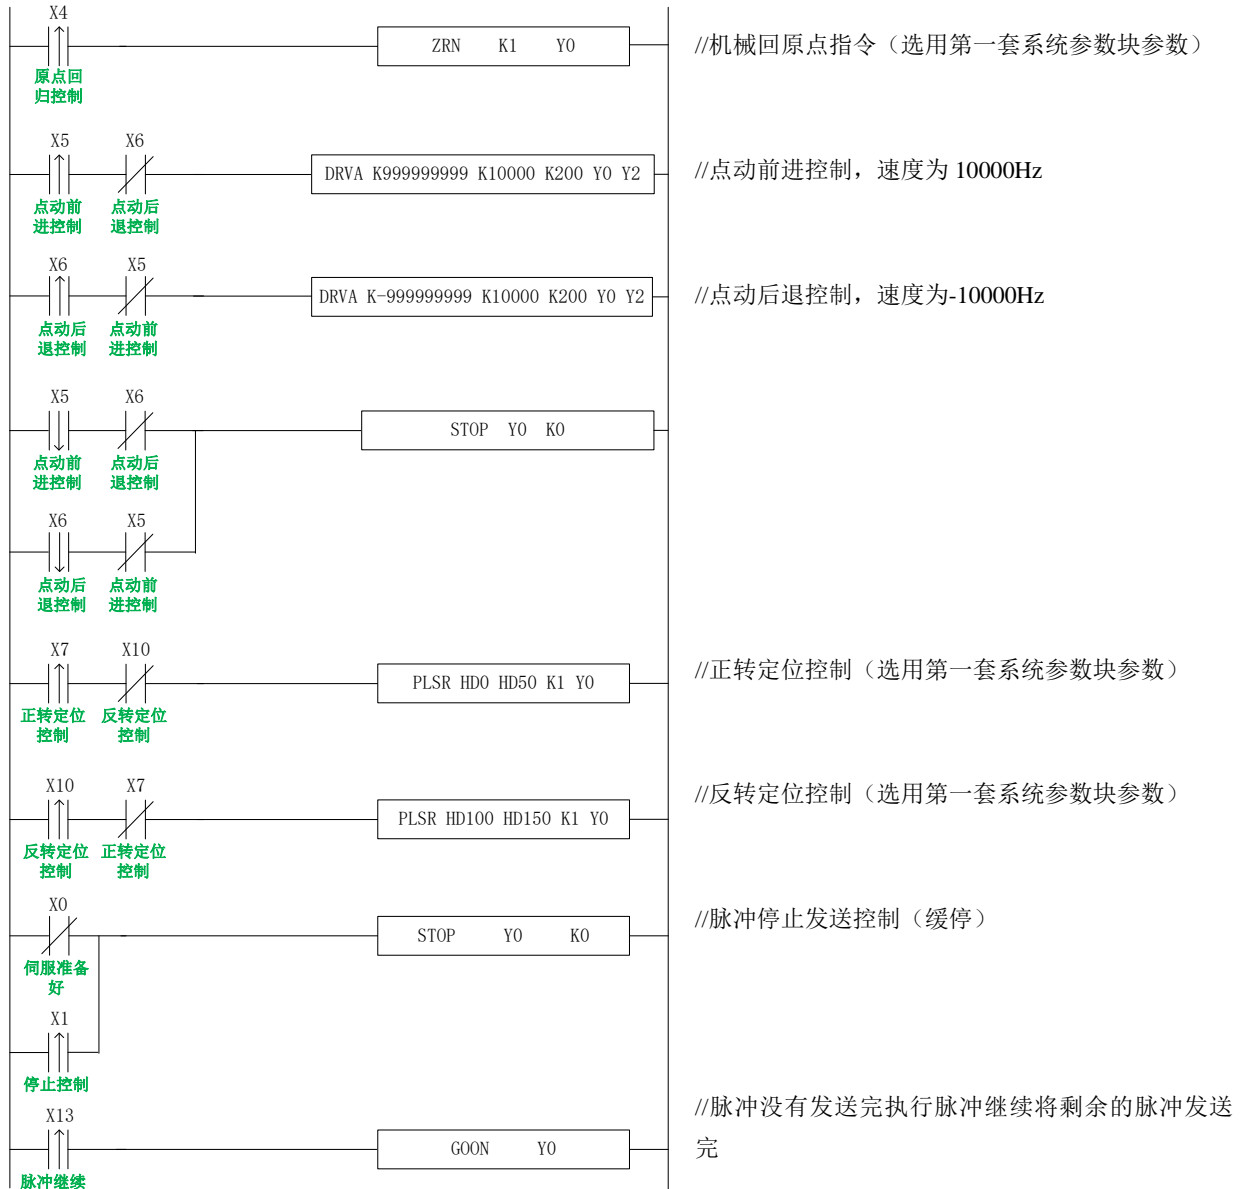 X4
ZRN K1 Y0
//机械回原点指令（选用第一套系统参数块参数）
原点回
归控制
X5 X6
DRVA K999999999 K10000 K200 Y0 Y2
//点动前进控制，速度为 10000Hz
点动前 点动后
进控制 退控制
X6 X5
DRVA K-999999999 K10000 K200 Y0 Y2
//点动后退控制，速度为-10000Hz
点动后 点动前
退控制 进控制
X5 X6
STOP Y0 K0
点动前 点动后
进控制 退控制
X6 X5
点动后 点动前
退控制 进控制
X7 X10
PLSR HD0 HD50 K1 Y0
//正转定位控制（选用第一套系统参数块参数）
正转定位 反转定位
控制 控制
X10 X7
PLSR HD100 HD150 K1 Y0
//反转定位控制（选用第一套系统参数块参数）
反转定位 正转定位
控制 控制
X0
STOP Y0 K0
//脉冲停止发送控制（缓停）
伺服准备
好
X1
停止控制
X13
GOON Y0
//脉冲没有发送完执行脉冲继续将剩余的脉冲发送
完
脉冲继续